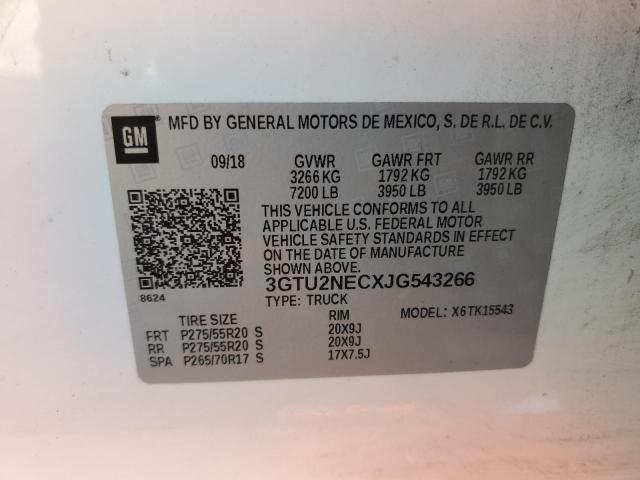 GM
MFD BY GENERAL MOTORS DE MEXICO, S. DE R.L. DE C.V.
09/18 GVWR GAWR FRT GAWR RR
3266 KG 1792 KG 1792 KG
7200 LB 3950 LB 3950 LB
THIS VEHICLE CONFORMS TO ALL
APPLICABLE U.S. FEDERAL MOTOR
VEHICLE SAFETY STANDARDS IN EFFECT
ON THE DATE OF MANUFACTURE
SHOWN ABOVE.
3GTU2NECXJG543266
8624
TYPE: TRUCK MODEL: X6TK15543
TIRE SIZE RIM
FRT P275/55R20 S 20X9J
RR P275/55R20 S 20X9J
SPA P265/70R17 S 17X7.5J